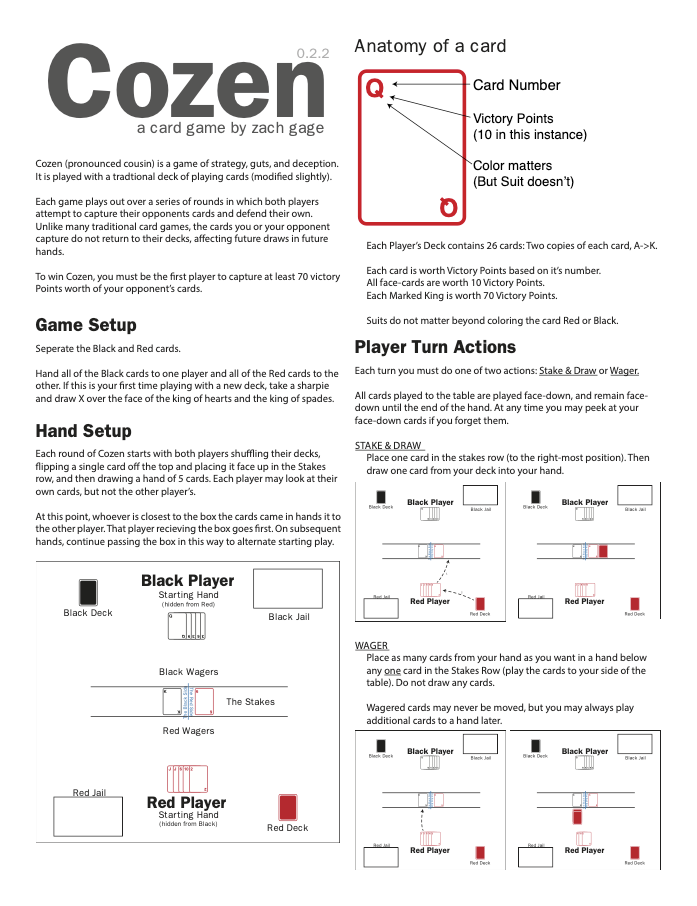 0.2.2
Cozen
a card game by zach gage
Cozen (pronounced cousin) is a game of strategy, guts, and deception.
It is played with a tradtional deck of playing cards (modified slightly).
Each game plays out over a series of rounds in which both players
attempt to capture their opponents cards and defend their own.
Unlike many traditional card games, the cards you or your opponent
capture do not return to their decks, affecting future draws in future
hands.
To win Cozen, you must be the first player to capture at least 70 victory
Points worth of your opponent's cards.
Game Setup
Seperate the Black and Red cards.
Hand all of the Black cards to one player and all of the Red cards to the
other. If this is your first time playing with a new deck, take a sharpie
and draw X over the face of the king of hearts and the king of spades.
Hand Setup
Each round of Cozen starts with both players shuffling their decks,
flipping a single card off the top and placing it face up in the Stakes
row, and then drawing a hand of 5 cards. Each player may look at their
own cards, but not the other player's.
At this point, whoever is closest to the box the cards came in hands it to
the other player. That player recieving the box goes first. On subsequent
hands, continue passing the box in this way to alternate starting play.
Black Player
Starting Hand
(hidden from Red)
Black Deck
Black Jail
Black Wagers
The Stakes
Red Wagers
Red Jail
Red Player
Starting Hand
(hidden from Black)
Red Deck
Anatomy of a card
Q
Card Number
Victory Points
(10 in this instance)
Color matters
(But Suit doesn't)
Q
Each Player's Deck contains 26 cards: Two copies of each card, A->K.
Each card is worth Victory Points based on it's number.
All face-cards are worth 10 Victory Points.
Each Marked King is worth 70 Victory Points.
Suits do not matter beyond coloring the card Red or Black.
Player Turn Actions
Each turn you must do one of two actions: Stake & Draw or Wager.
All cards played to the table are played face-down, and remain face-
down until the end of the hand. At any time you may peek at your
face-down cards if you forget them.
STAKE & DRAW
Place one card in the stakes row (to the right-most position). Then
draw one card from your deck into your hand.
Black Player
Black Deck
Black Jail
Red Jail
Red Player
Red Deck
Black Player
Black Deck
Black Jail
Red Jail
Red Player
Red Deck
WAGER
Place as many cards from your hand as you want in a hand below
any one card in the Stakes Row (play the cards to your side of the
table). Do not draw any cards.
Wagered cards may never be moved, but you may always play
additional cards to a hand later.
Black Player
Black Deck
Black Jail
Red Jail
Red Player
Red Deck
Black Player
Black Deck
Black Jail
Red Jail
Red Player
Red Deck